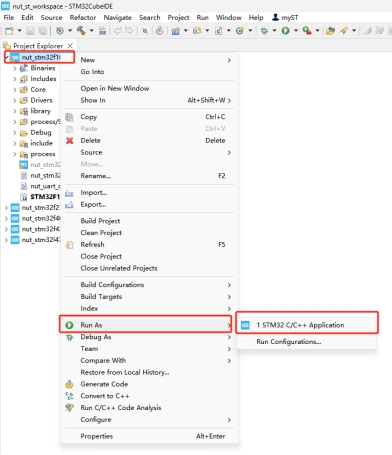 nut_st_workspace - STM32CubeIDE
File Edit Source Refactor Navigate Search Project Run Window Help myST
Project Explorer
nut_stm32f10
Binaries
Includes
Core
Drivers
library
process/S
Debug
include
process
nut_stm32
nut_stm32
nut_uart_c
STM32F1
nut_stm32f2
nut_stm32f40
nut_stm32f4
nut_stm32l43
New
Go Into
Open in New Window
Show In Alt+Shift+W >
Copy Ctrl+C
Paste Ctrl+V
Delete Delete
Source
Move...
Rename... F2
Import...
Export...
Build Project
Clean Project
Refresh F5
Close Project
Close Unrelated Projects
Build Configurations
Build Targets
Index
Run As
Debug As
Team
Compare With
Restore from Local History...
Generate Code
Convert to C++
Run C/C++ Code Analysis
Configure
Properties Alt+Enter
1 STM32 C/C++ Application
Run Configurations...